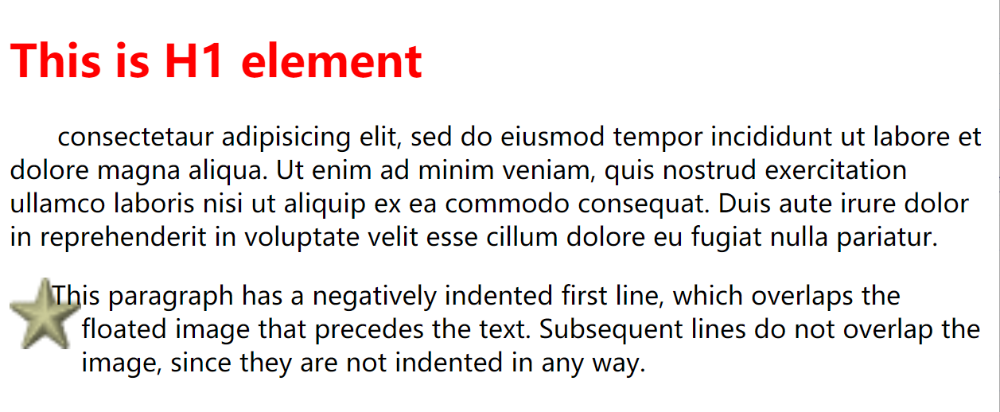 This is H1 element
consectetaur adipisicing elit, sed do eiusmod tempor incididunt ut labore et
dolore magna aliqua. Ut enim ad minim veniam, quis nostrud exercitation
ullamco laboris nisi ut aliquip ex ea commodo consequat. Duis aute irure dolor
in reprehenderit in voluptate velit esse cillum dolore eu fugiat nulla pariatur.
This paragraph has a negatively indented first line, which overlaps the
floated image that precedes the text. Subsequent lines do not overlap the
image, since they are not indented in any way.